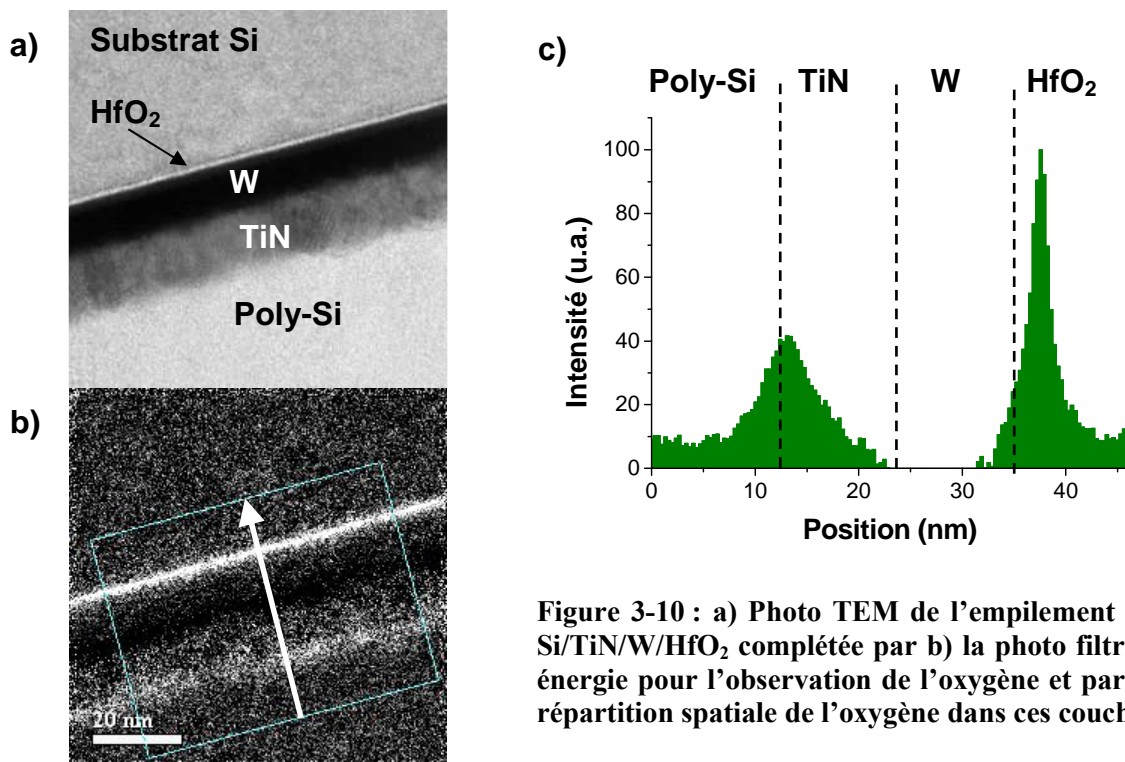 a)
Substrat Si
HfO₂
W
TiN
Poly-Si
b)
20 nm
c)
Poly-Si TiN W HfO₂
Intensité (u.a.)
100
80
60
40
20
0
0 10 20 30 40
Position (nm)
Figure 3-10 : a) Photo TEM de l’empilement
Si/TiN/W/HfO₂ complétée par b) la photo filtr
énergie pour l’observation de l’oxygène et par
répartition spatiale de l’oxygène dans ces couch